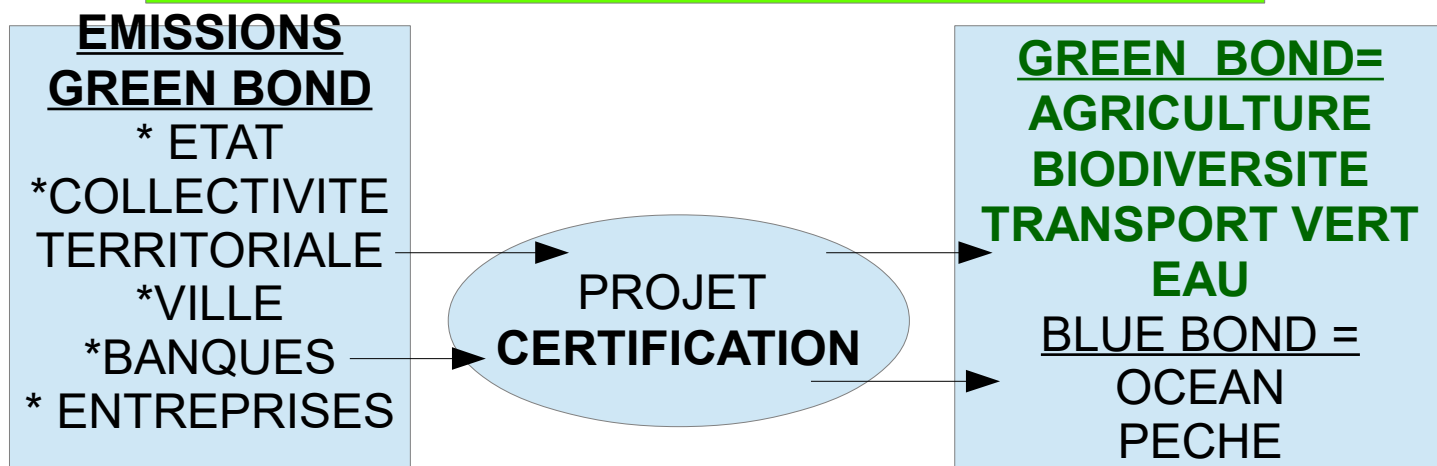 EMISSIONS
GREEN BOND
* ETAT
*COLLECTIVITE
TERRITORIALE
*VILLE
*BANQUES
* ENTREPRISES
PROJET
CERTIFICATION
GREEN BOND=
AGRICULTURE
BIODIVERSITE
TRANSPORT VERT
EAU
BLUE BOND =
OCEAN
PECHE